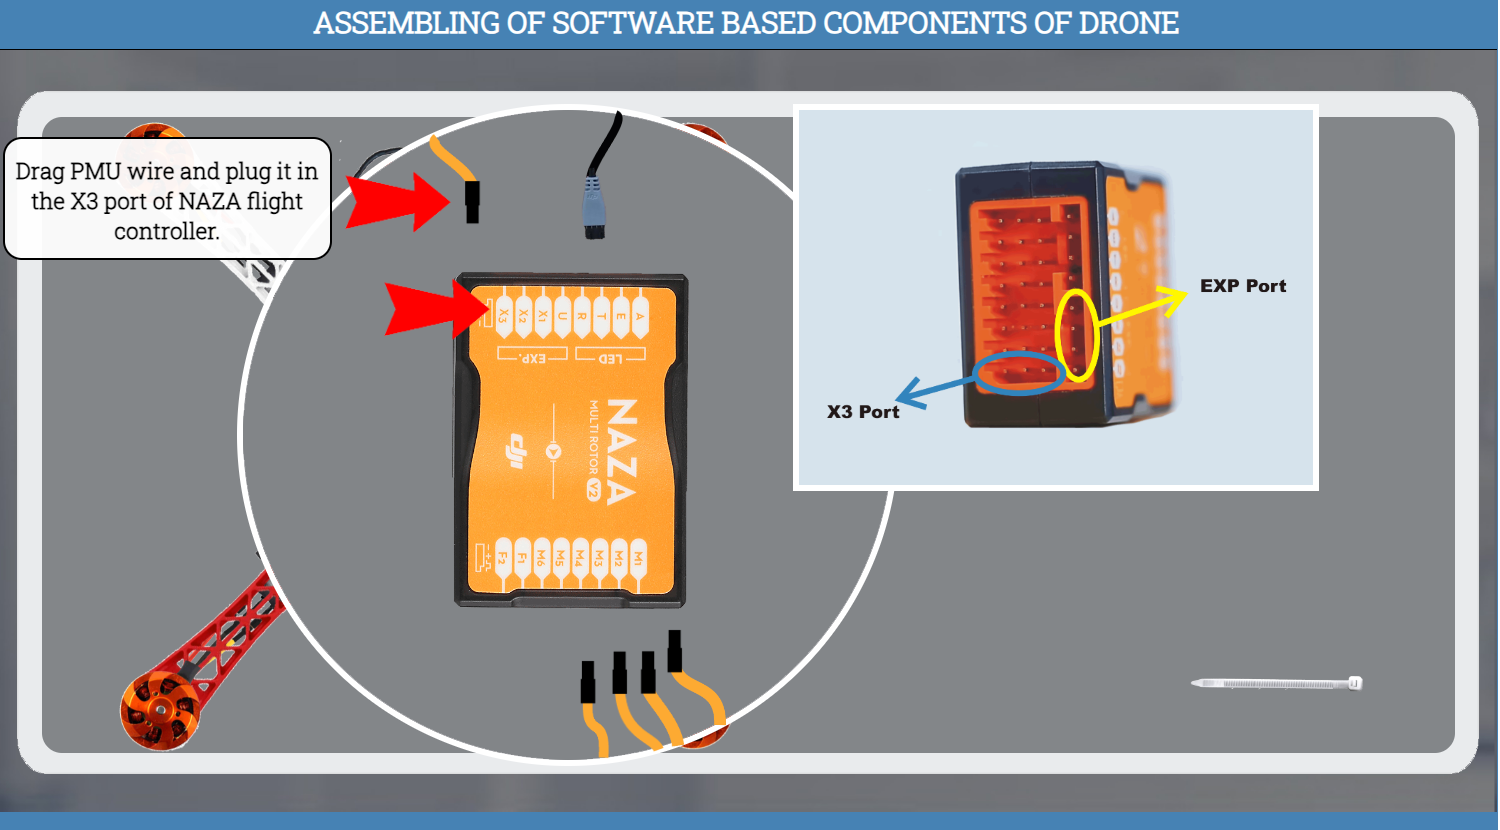 ASSEMBLING OF SOFTWARE BASED COMPONENTS OF DRONE
Drag PMU wire and plug it in
the X3 port of NAZA flight
controller.
X3 X2 X1 U R T E A
EXP. LED
NAZA
MULTI ROTOR V2
dji
F2 F1 M6 M5 M4 M3 M2 M1
EXP Port
X3 Port